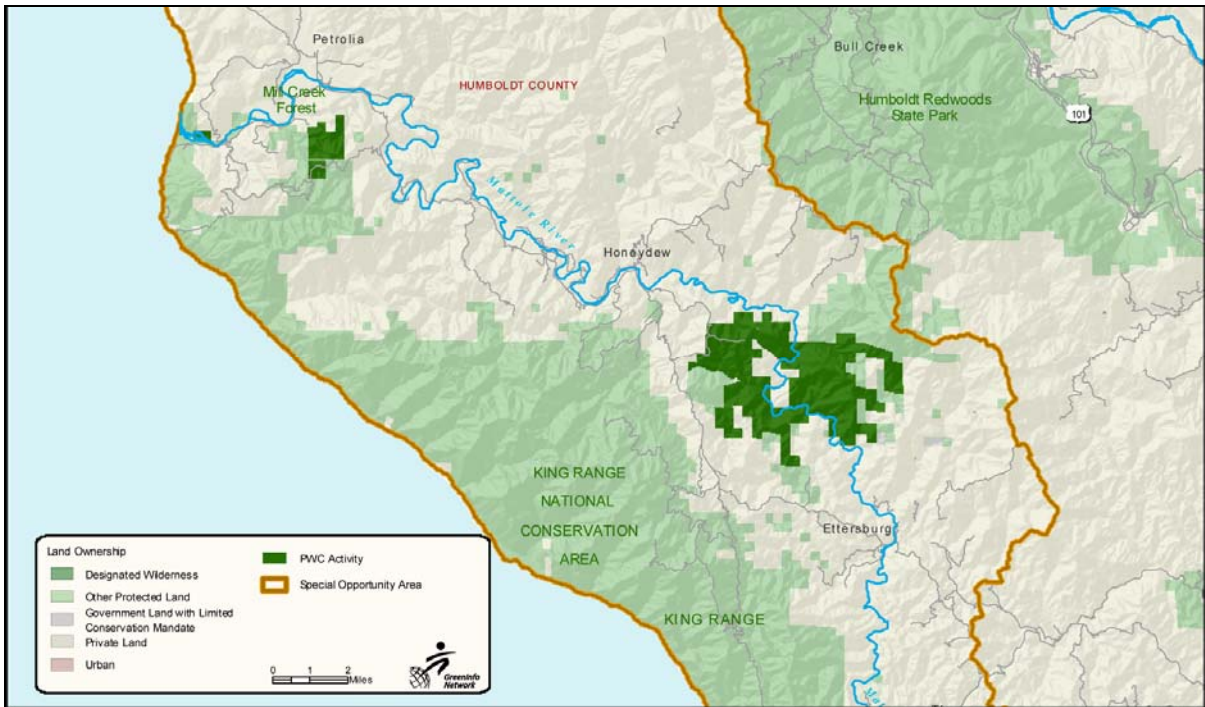 Petrolia
Mill Creek
Forest
HUMBOLDT COUNTY
Bull Creek
Humboldt Redwoods
State Park
101
Mattole River
Honeydew
KING RANGE
NATIONAL
CONSERVATION
AREA
Ettersburg
KING RANGE
Land Ownership
Designated Wilderness
Other Protected Land
Government Land with Limited
Conservation Mandate
Private Land
Urban
PWC Activity
Special Opportunity Area
0 1 2
Miles
GreenInfo
Network